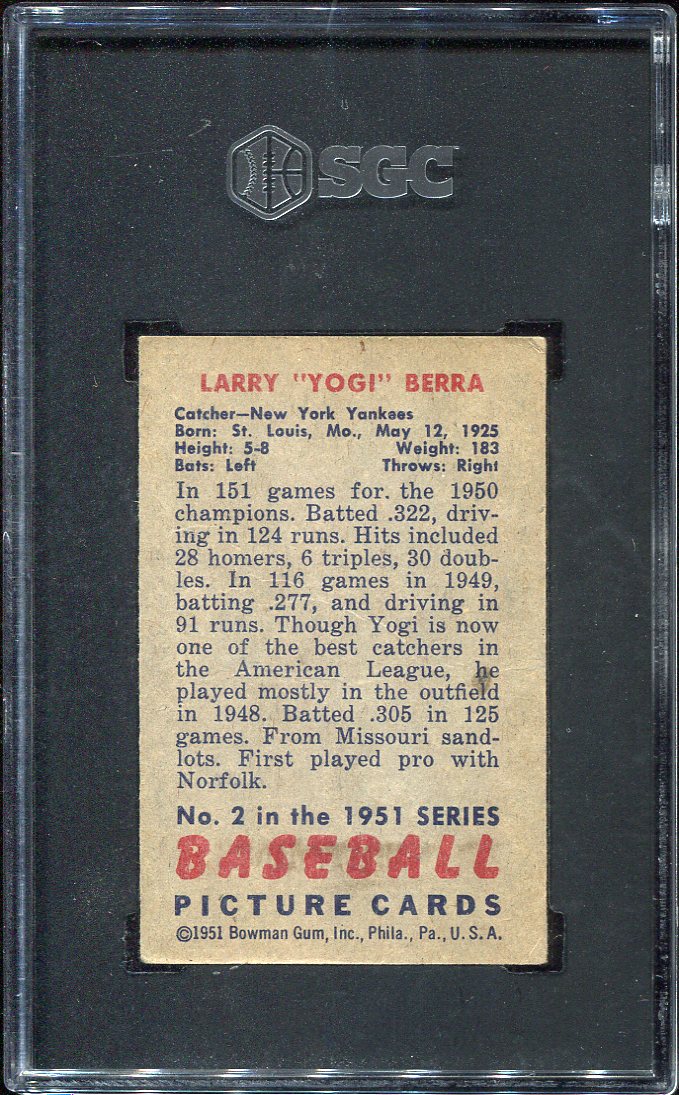 SGC
LARRY "YOGI" BERRA
Catcher—New York Yankees
Born: St. Louis, Mo., May 12, 1925
Height: 5-8 Weight: 183
Bats: Left Throws: Right
In 151 games for. the 1950
champions. Batted .322, driv-
ing in 124 runs. Hits included
28 homers, 6 triples, 30 dou-
bles. In 116 games in 1949,
batting .277, and driving in
91 runs. Though Yogi is now
one of the best catchers in
the American League, he
played mostly in the outfield
in 1948. Batted .305 in 125
games. From Missouri sand-
lots. First played pro with
Norfolk.
No. 2 in the 1951 SERIES
BASEBALL
PICTURE CARDS
©1951 Bowman Gum, Inc., Phila., Pa., U.S.A.